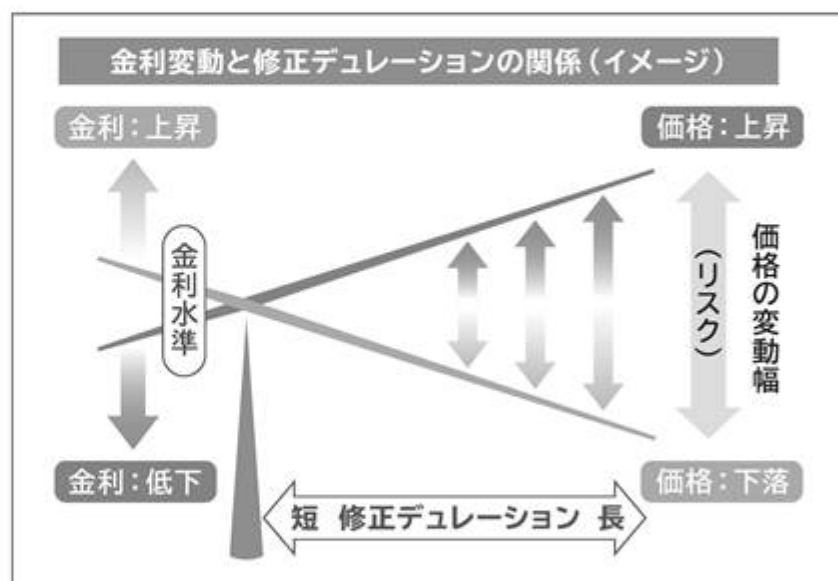 金利変動と修正デュレーションの関係（イメージ）
金利：上昇
価格：上昇
金利水準
（リスク）
価格の変動幅
金利：低下
価格：下落
短 修正デュレーション 長